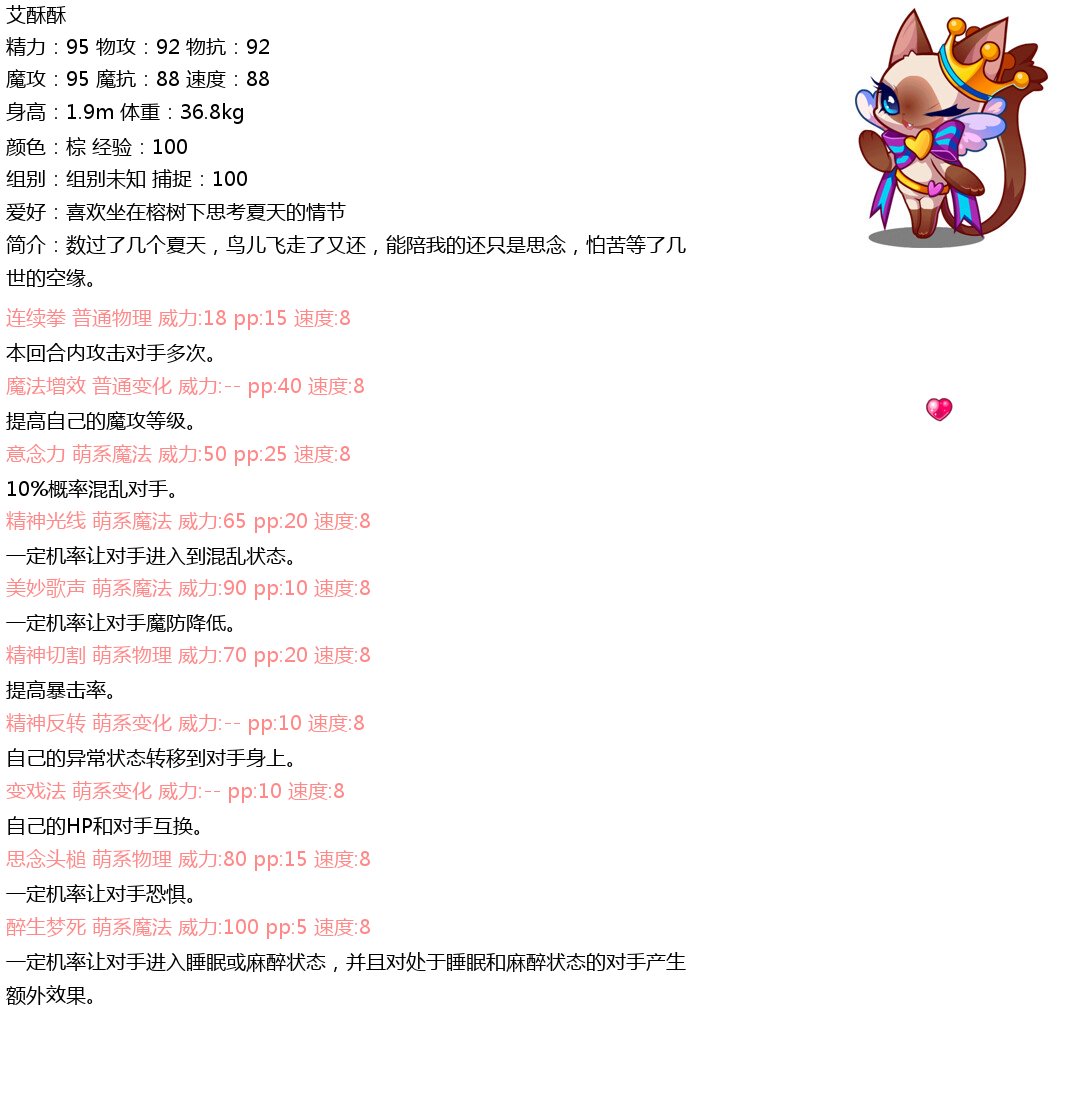 艾酥酥
精力：95 物攻：92 物抗：92
魔攻：95 魔抗：88 速度：88
身高：1.9m 体重：36.8kg
颜色：棕 经验：100
组别：组别未知 捕捉：100
爱好：喜欢坐在榕树下思考夏天的情节
简介：数过了几个夏天，鸟儿飞走了又还，能陪我的还只是思念，怕苦等了几
世的空缘。
连续拳 普通物理 威力:18 pp:15 速度:8
本回合内攻击对手多次。
魔法增效 普通变化 威力:-- pp:40 速度:8
提高自己的魔攻等级。
意念力 萌系魔法 威力:50 pp:25 速度:8
10%概率混乱对手。
精神光线 萌系魔法 威力:65 pp:20 速度:8
一定机率让对手进入到混乱状态。
美妙歌声 萌系魔法 威力:90 pp:10 速度:8
一定机率让对手魔防降低。
精神切割 萌系物理 威力:70 pp:20 速度:8
提高暴击率。
精神反转 萌系变化 威力:-- pp:10 速度:8
自己的异常状态转移到对手身上。
变戏法 萌系变化 威力:-- pp:10 速度:8
自己的HP和对手互换。
思念头槌 萌系物理 威力:80 pp:15 速度:8
一定机率让对手恐惧。
醉生梦死 萌系魔法 威力:100 pp:5 速度:8
一定机率让对手进入睡眠或麻醉状态，并且对处于睡眠和麻醉状态的对手产生
额外效果。